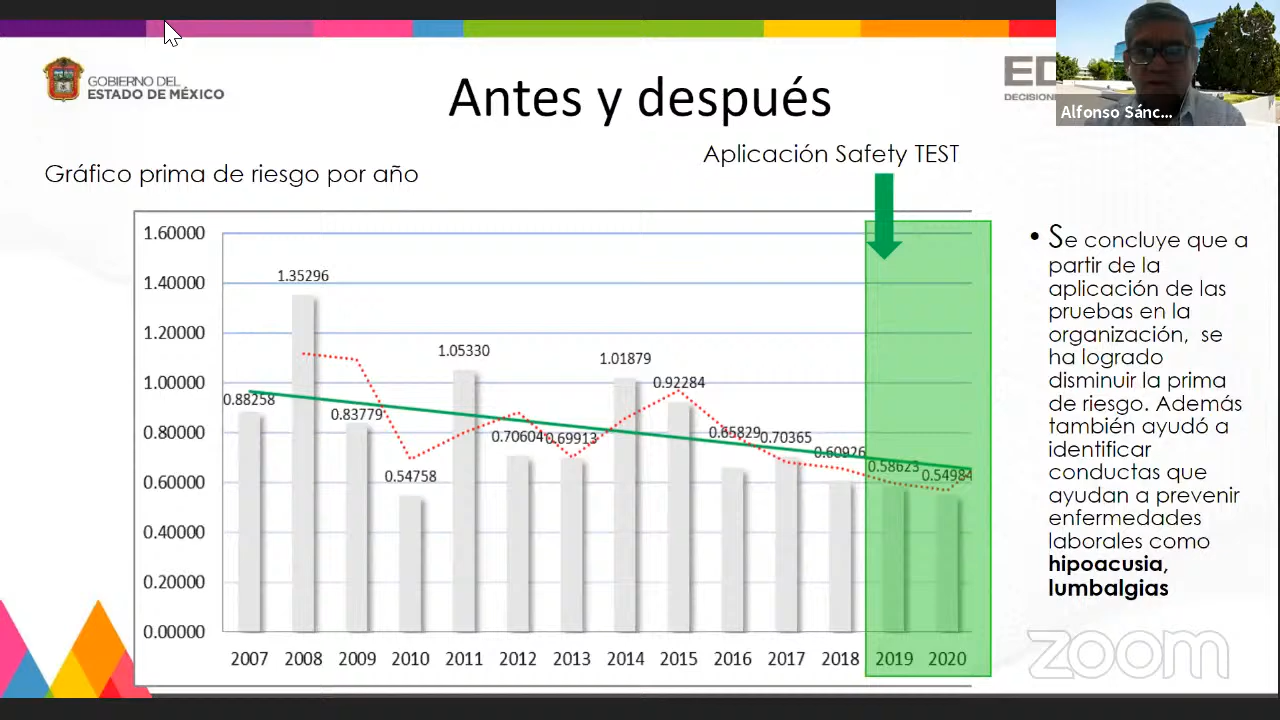 GOBIERNO DEL
ESTADO DE MÉXICO
Antes y después
ED
DECISION
Alfonso Sánc...
Aplicación Safety TEST
Gráfico prima de riesgo por año
1.60000
1.40000
1.20000
1.00000
0.80000
0.60000
0.40000
0.20000
0.00000
0.88258
1.35296
0.83779
0.54758
1.05330
0.70604
0.69913
1.01879
0.92284
0.65829
0.70365
0.60926
0.58623
0.54984
2007 2008 2009 2010 2011 2012 2013 2014 2015 2016 2017 2018 2019 2020
• Se concluye que a
partir de la
aplicación de las
pruebas en la
organización, se
ha logrado
disminuir la prima
de riesgo. Además
también ayudó a
identificar
conductas que
ayudan a prevenir
enfermedades
laborales como
hipoacusia,
lumbalgias
zoom